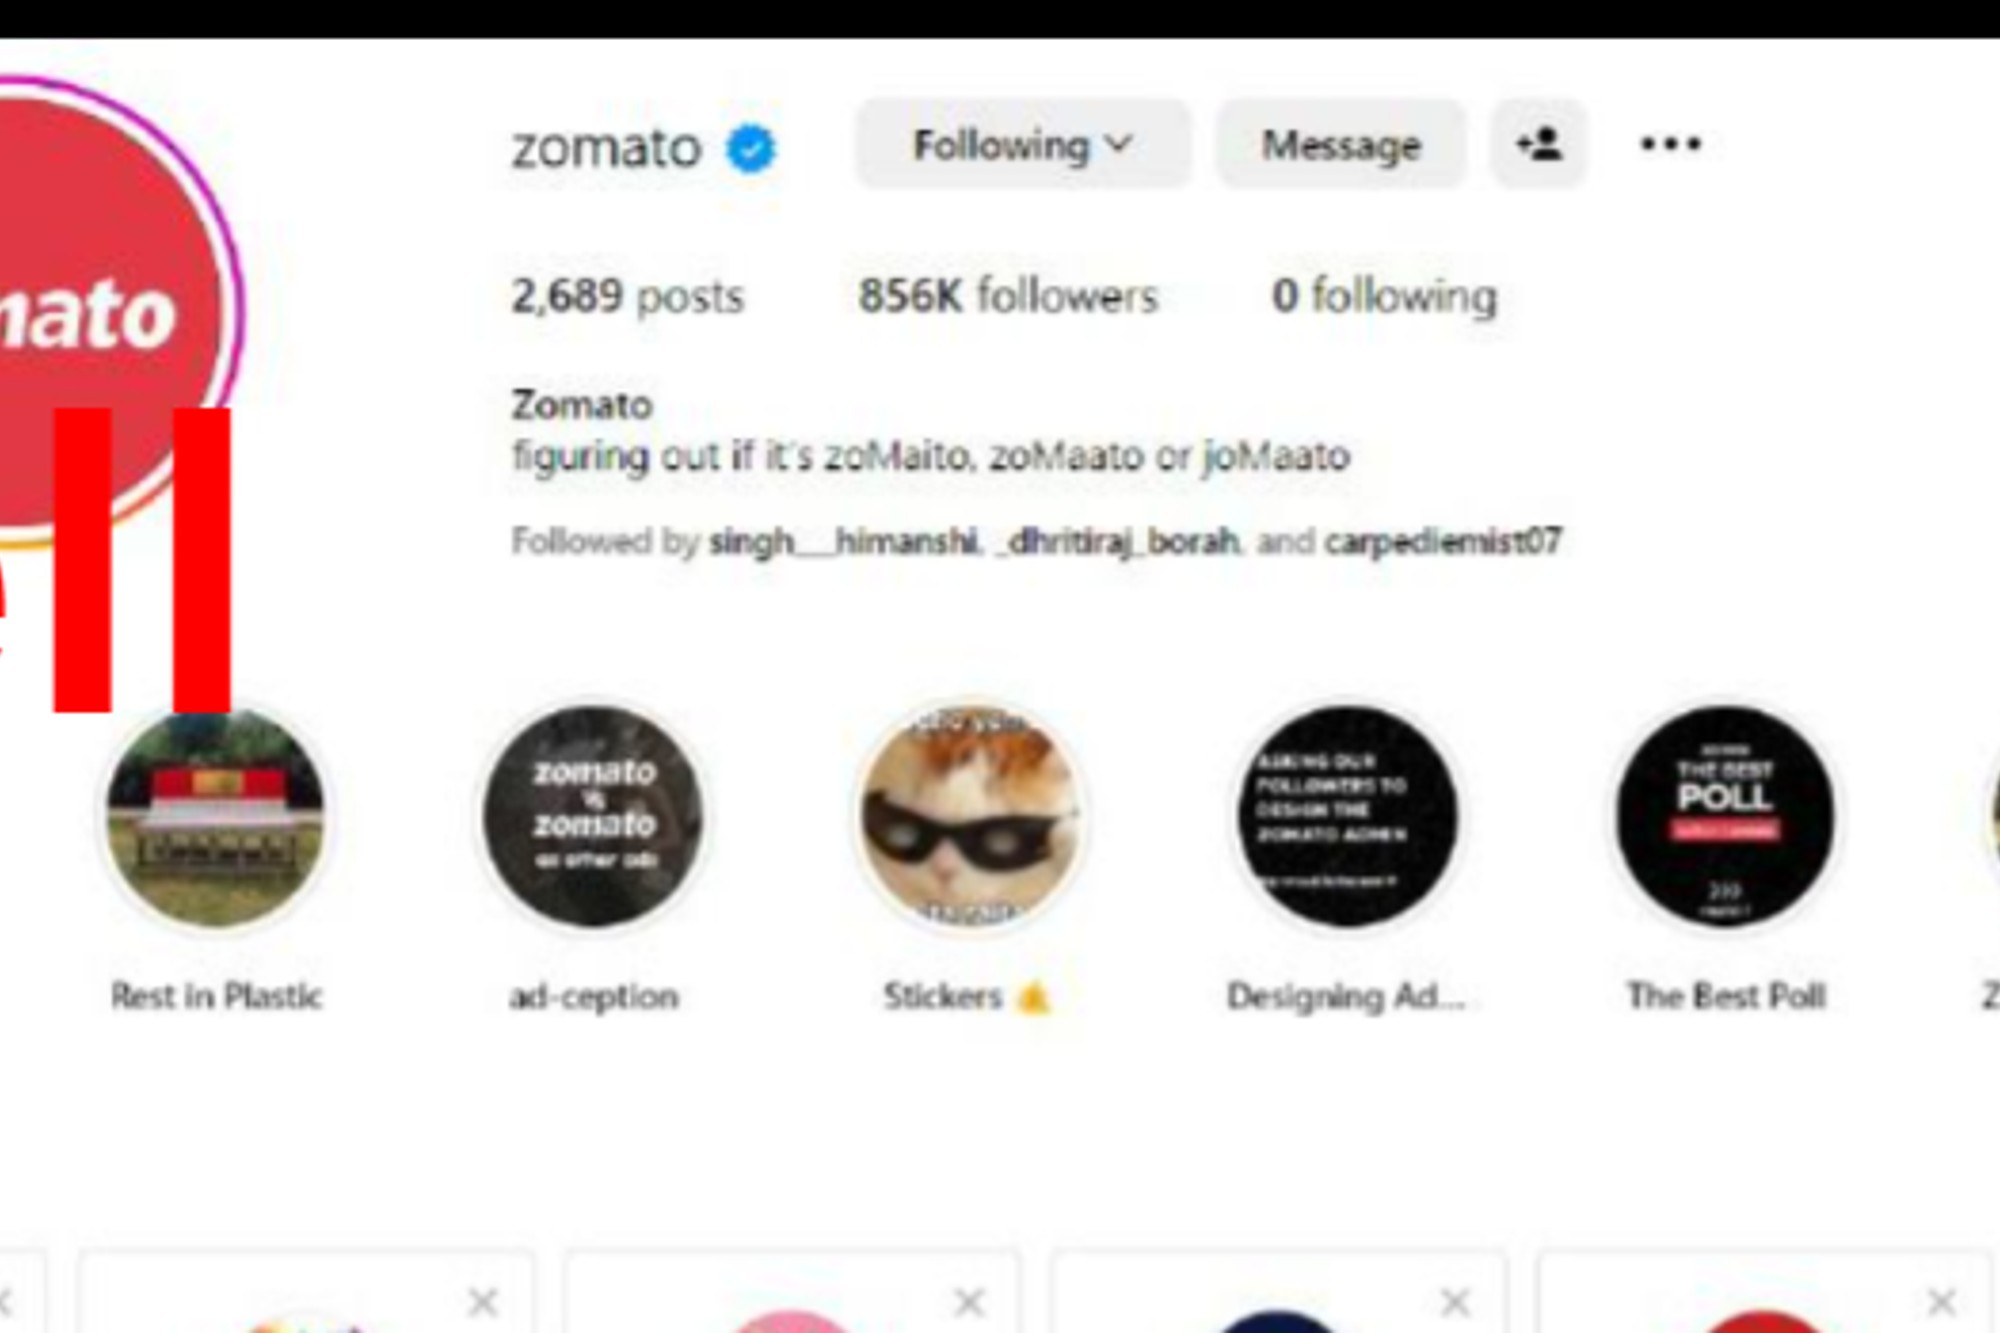 zomato
Following
Message
mato
2,689 posts
856K followers
0 following
Zomato
figuring out if it's zoMaito, zoMaato or joMaato
Followed by singh__himanshi, _dhritiraj_borah, and carpediemist07
ell
zomato
vs
zomato
ASKING OUR
FOLLOWERS TO
DESIGN THE
ZOMATO ADMIN
THE BEST
POLL
Rest in Plastic
ad-ception
Stickers
Designing Ad...
The Best Poll
Z